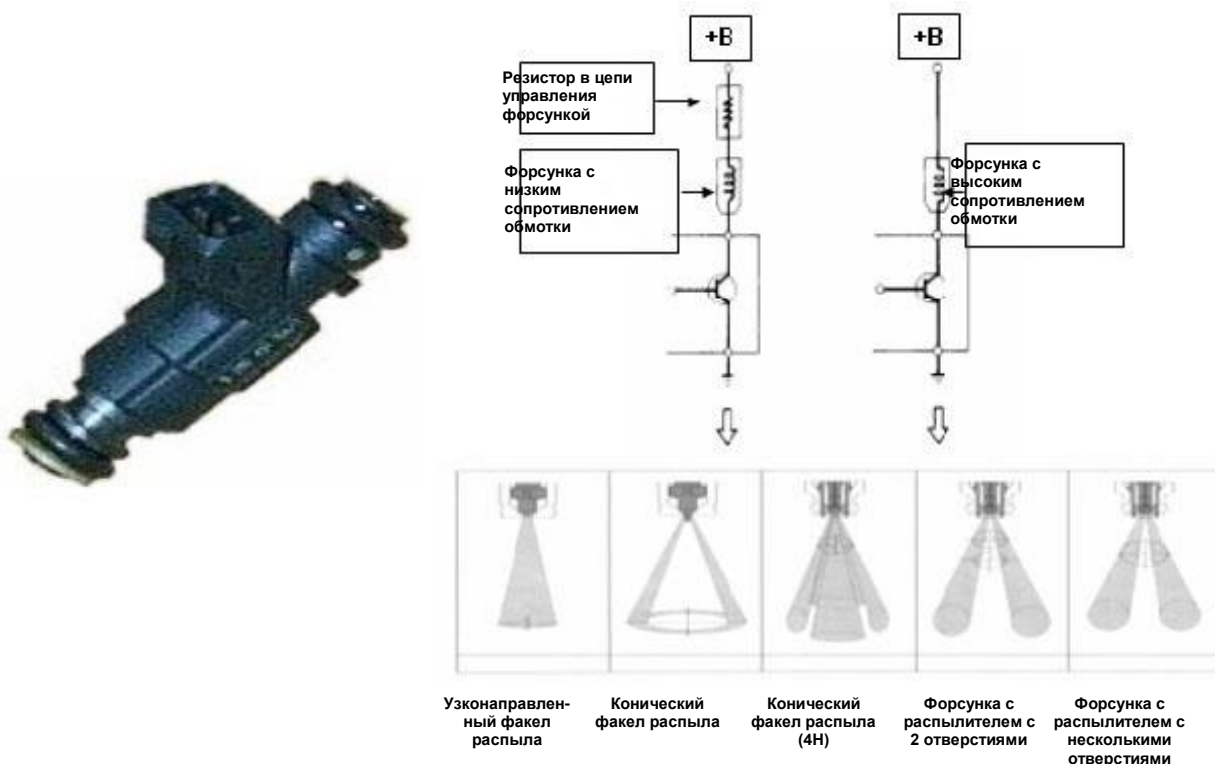 +B
+B
Резистор в цепи
управления
форсункой
Форсунка с
низким
сопротивлением
обмотки
Форсунка с
высоким
сопротивлением
обмотки
Узконаправлен-
ный факел
распыла
Конический
факел распыла
Конический
факел распыла
(4Н)
Форсунка с
распылителем с
2 отверстиями
Форсунка с
распылителем с
несколькими
отверстиями